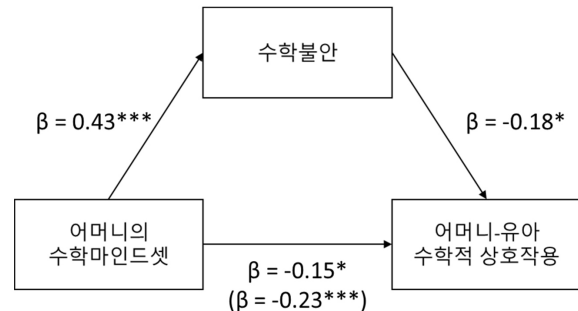 수학불안
β = 0.43***
β = -0.18*
어머니의
수학마인드셋
어머니-유아
수학적 상호작용
β = -0.15*
(β = -0.23***)